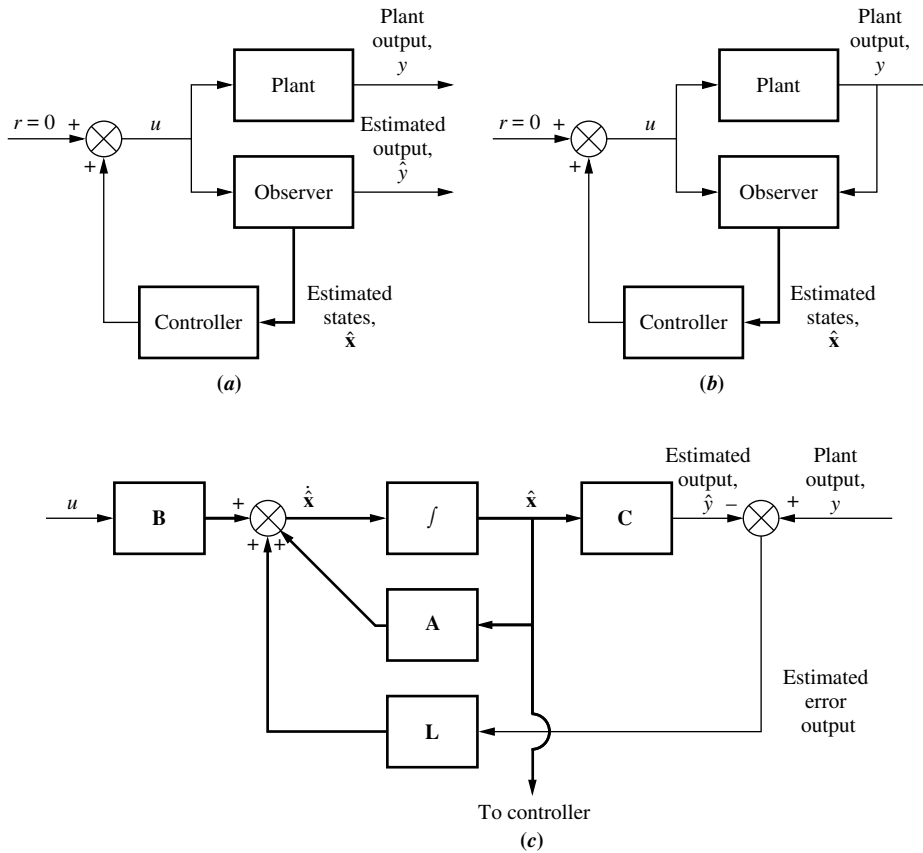 Plant
output,
y
Plant
r = 0
+
u
+
Estimated
output,
ŷ
Observer
Controller
Estimated
states,
x̂
(a)
Plant
output,
y
Plant
r = 0
+
u
+
Observer
Controller
Estimated
states,
x̂
(b)
u
B
+
+
+
x̂̇
∫
x̂
C
Estimated
output,
ŷ
−
+
Plant
output,
y
A
L
Estimated
error
output
To controller
(c)